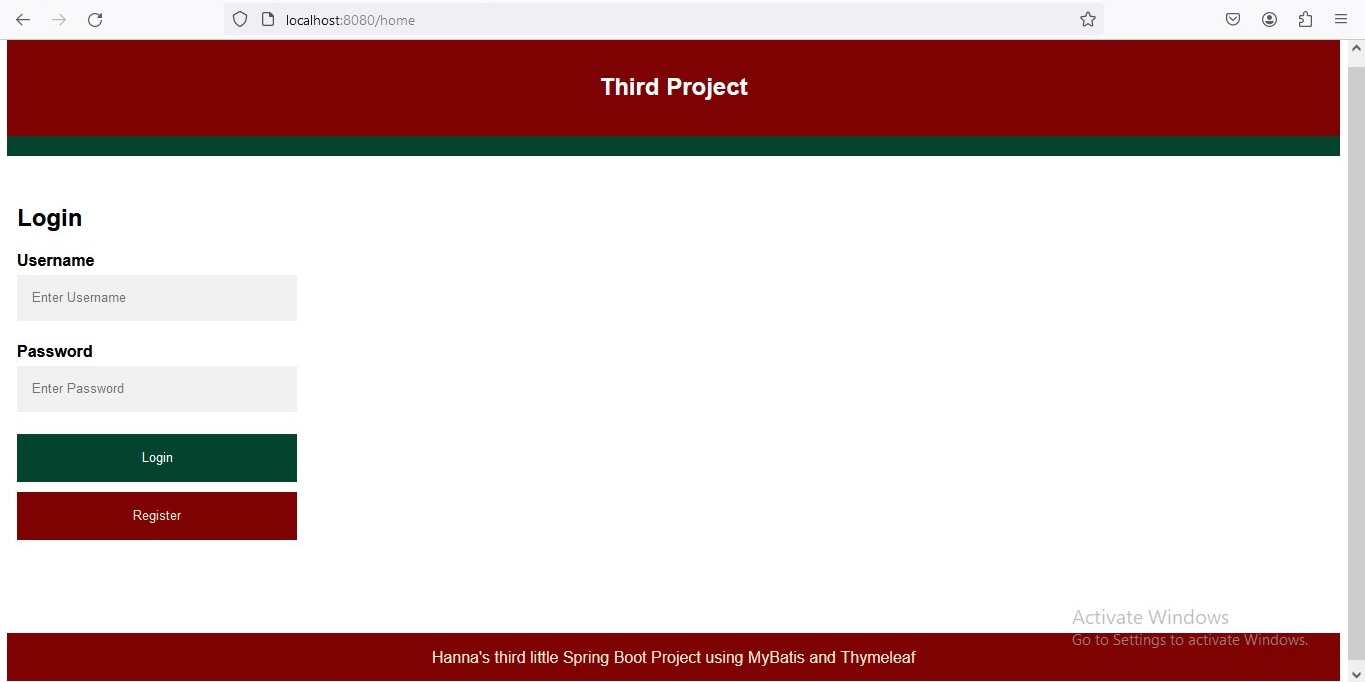 localhost:8080/home
Third Project
Login
Username
Enter Username
Password
Enter Password
Login
Register
Activate Windows
Go to Settings to activate Windows.
Hanna's third little Spring Boot Project using MyBatis and Thymeleaf